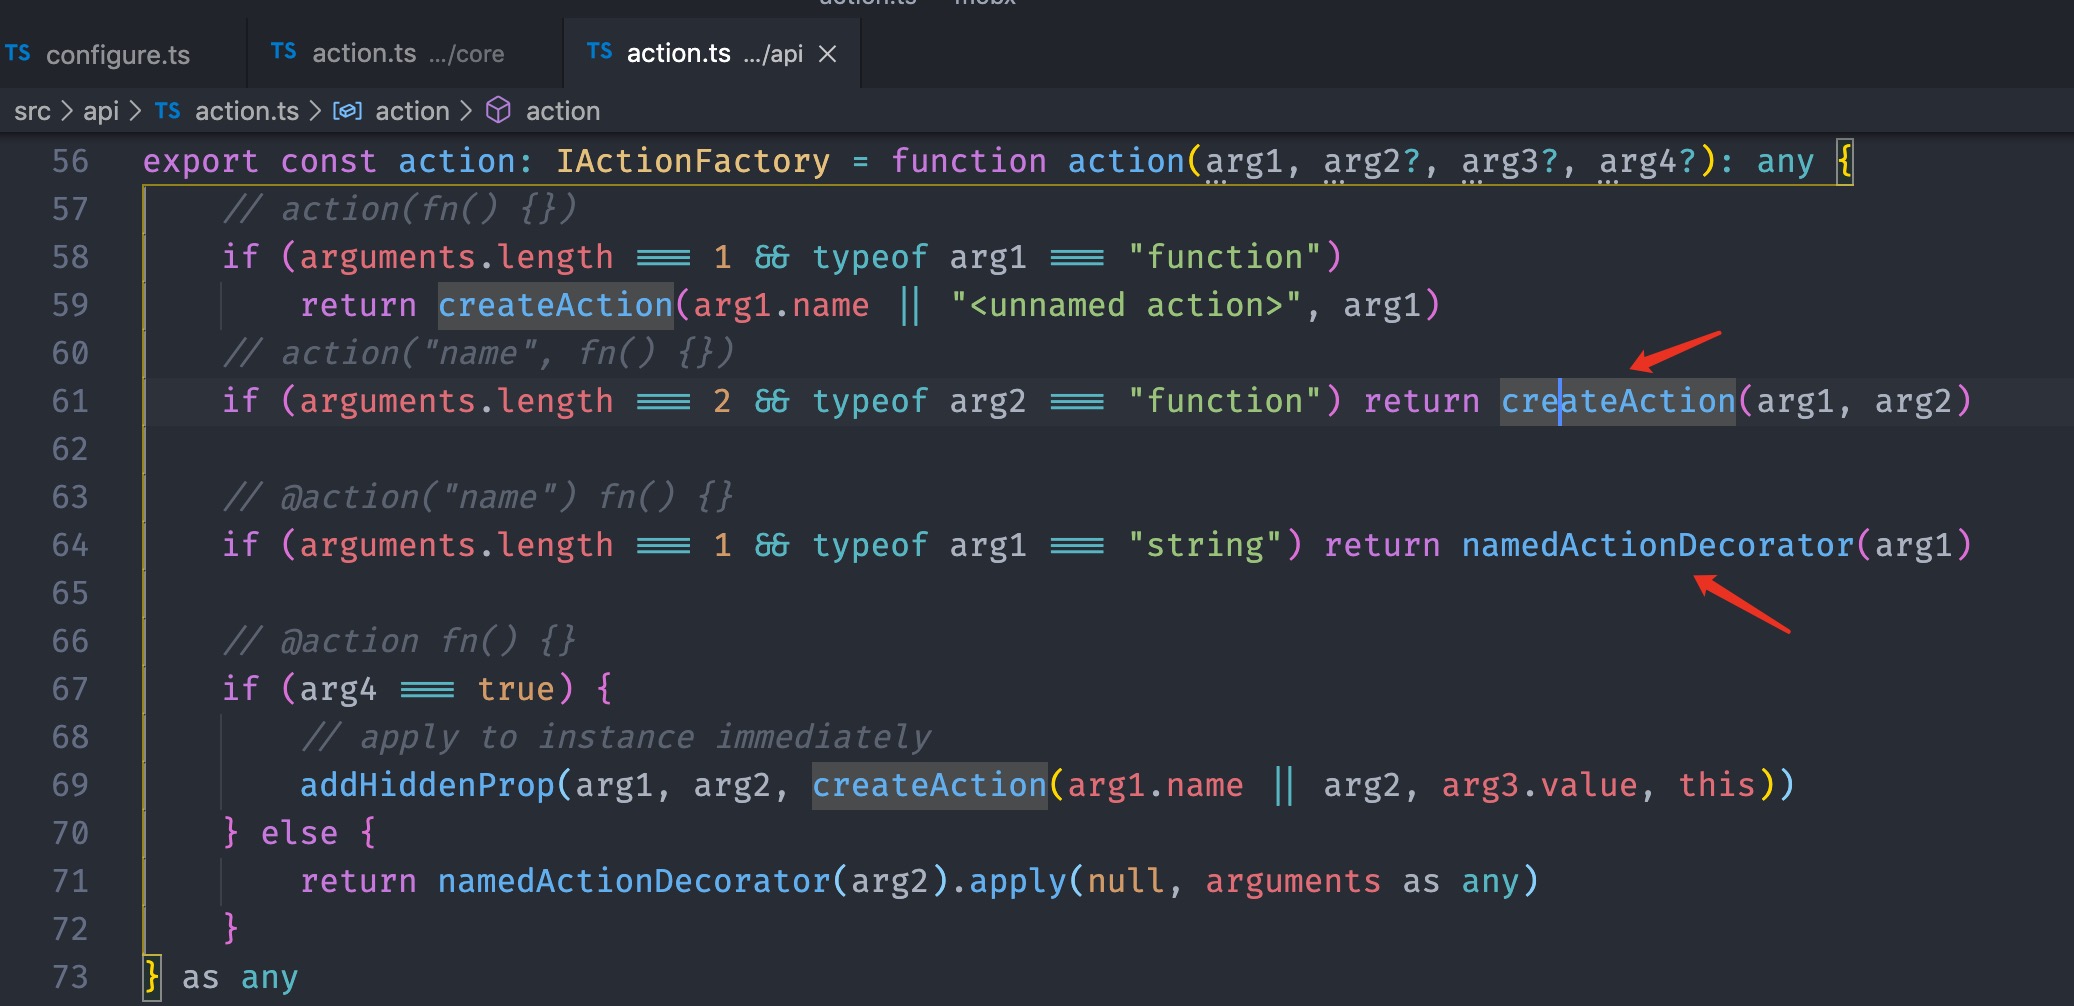 action.ts — mobx
TS configure.ts TS action.ts .../core TS action.ts .../api ×
src > api > TS action.ts > action > action
56 export const action: IActionFactory = function action(arg1, arg2?, arg3?, arg4?): any {
57 // action(fn() {})
58 if (arguments.length === 1 && typeof arg1 === "function")
59 return createAction(arg1.name || "<unnamed action>", arg1)
60 // action("name", fn() {})
61 if (arguments.length === 2 && typeof arg2 === "function") return createAction(arg1, arg2)
62
63 // @action("name") fn() {}
64 if (arguments.length === 1 && typeof arg1 === "string") return namedActionDecorator(arg1)
65
66 // @action fn() {}
67 if (arg4 === true) {
68 // apply to instance immediately
69 addHiddenProp(arg1, arg2, createAction(arg1.name || arg2, arg3.value, this))
70 } else {
71 return namedActionDecorator(arg2).apply(null, arguments as any)
72 }
73 } as any